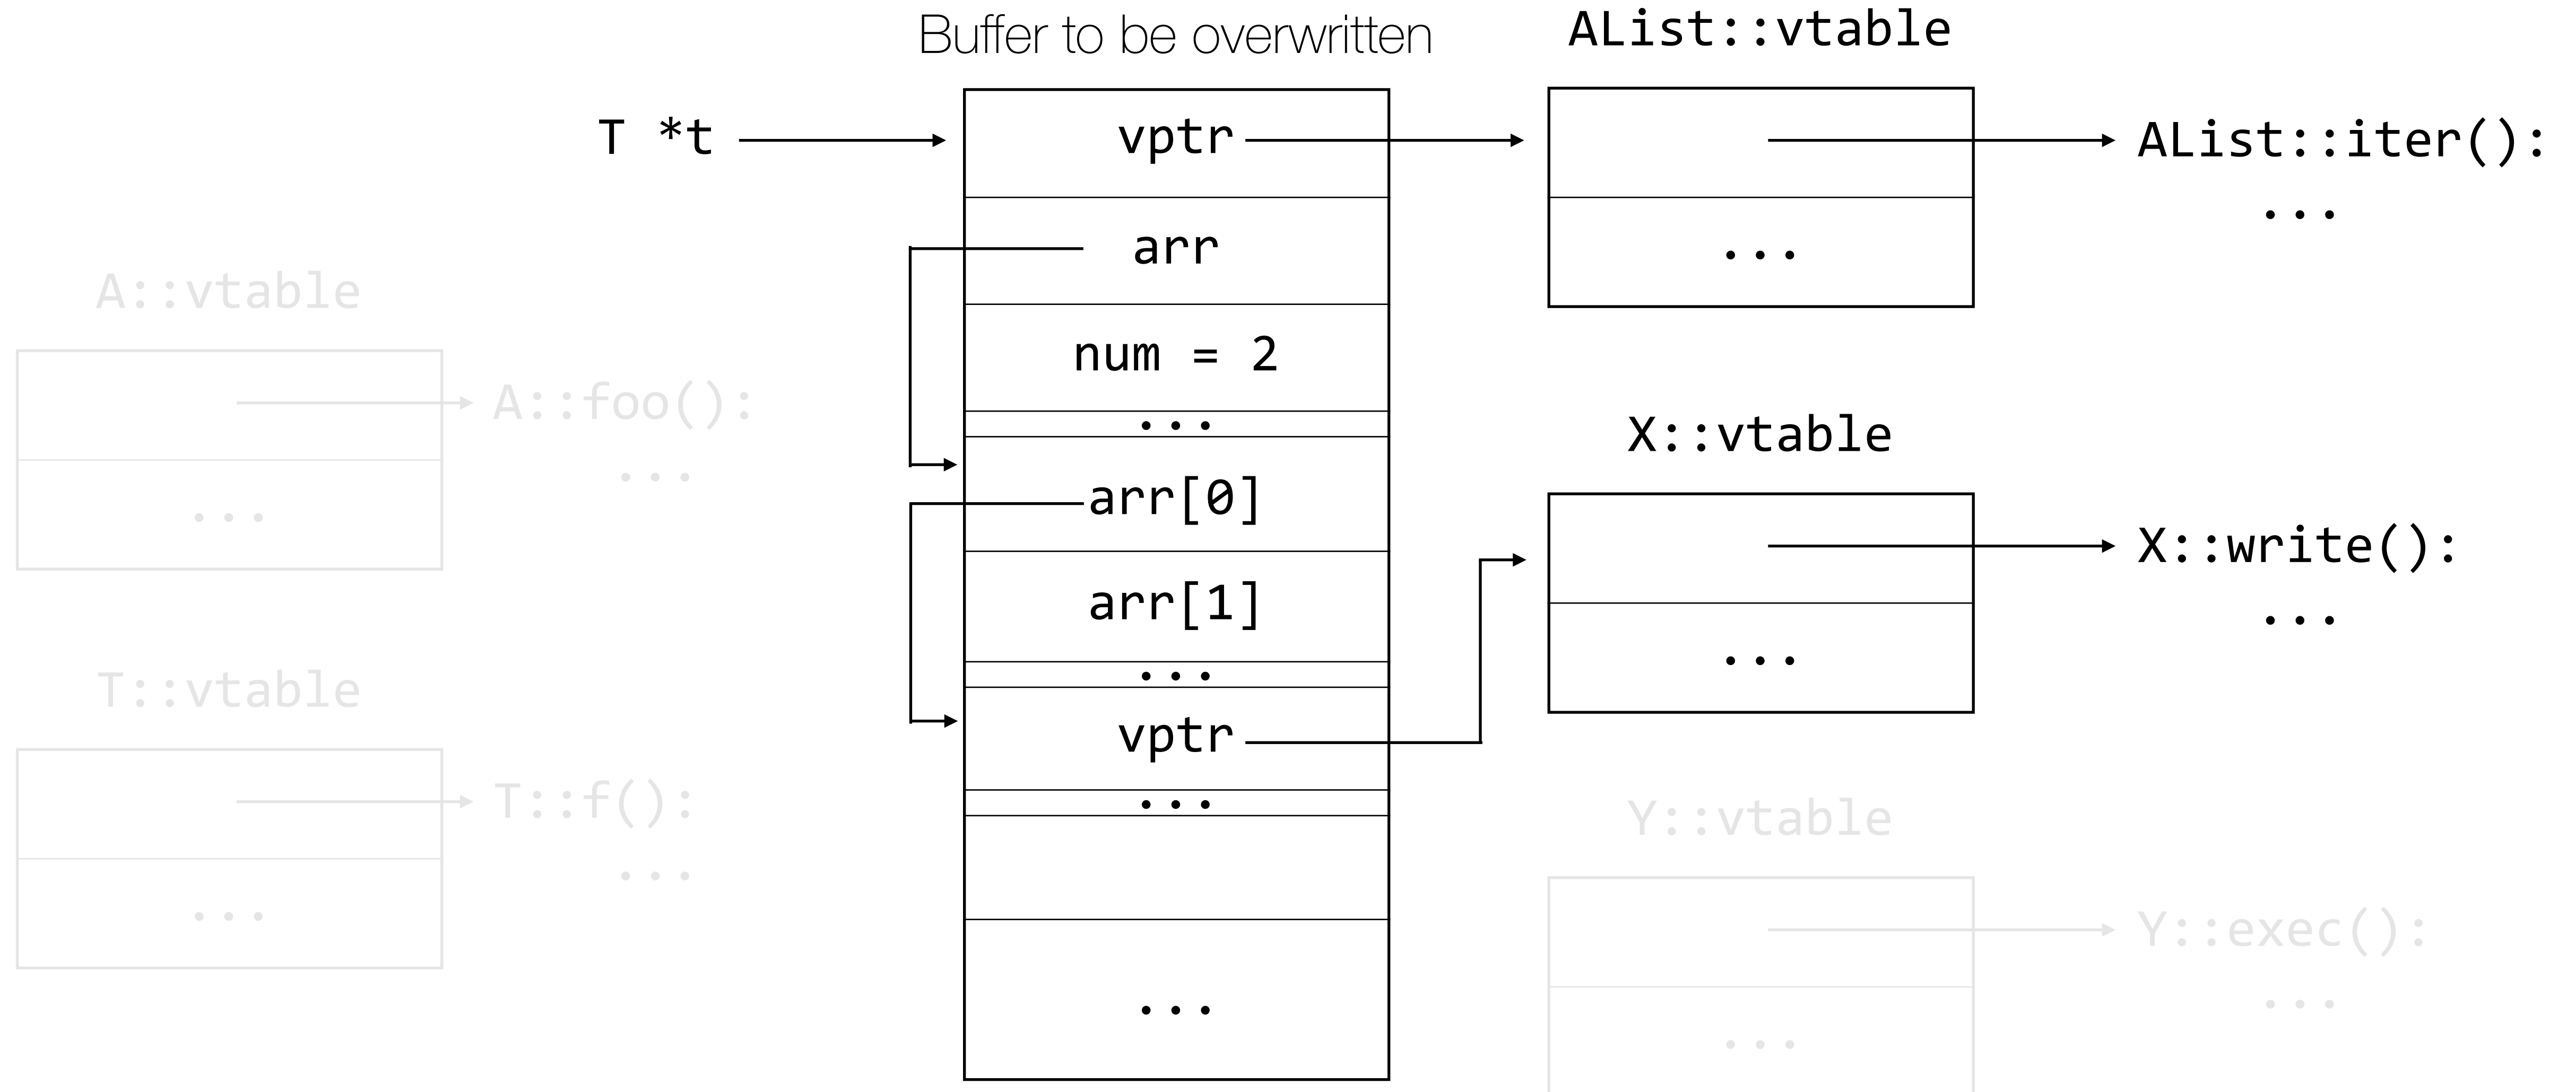 Buffer to be overwritten
AList::vtable
T *t
vptr
AList::iter():
...
arr
...
A::vtable
num = 2
A::foo():
...
X::vtable
...
arr[0]
...
X::write():
...
arr[1]
...
...
T::vtable
vptr
T::f():
...
...
Y::vtable
...
Y::exec():
...
...
...